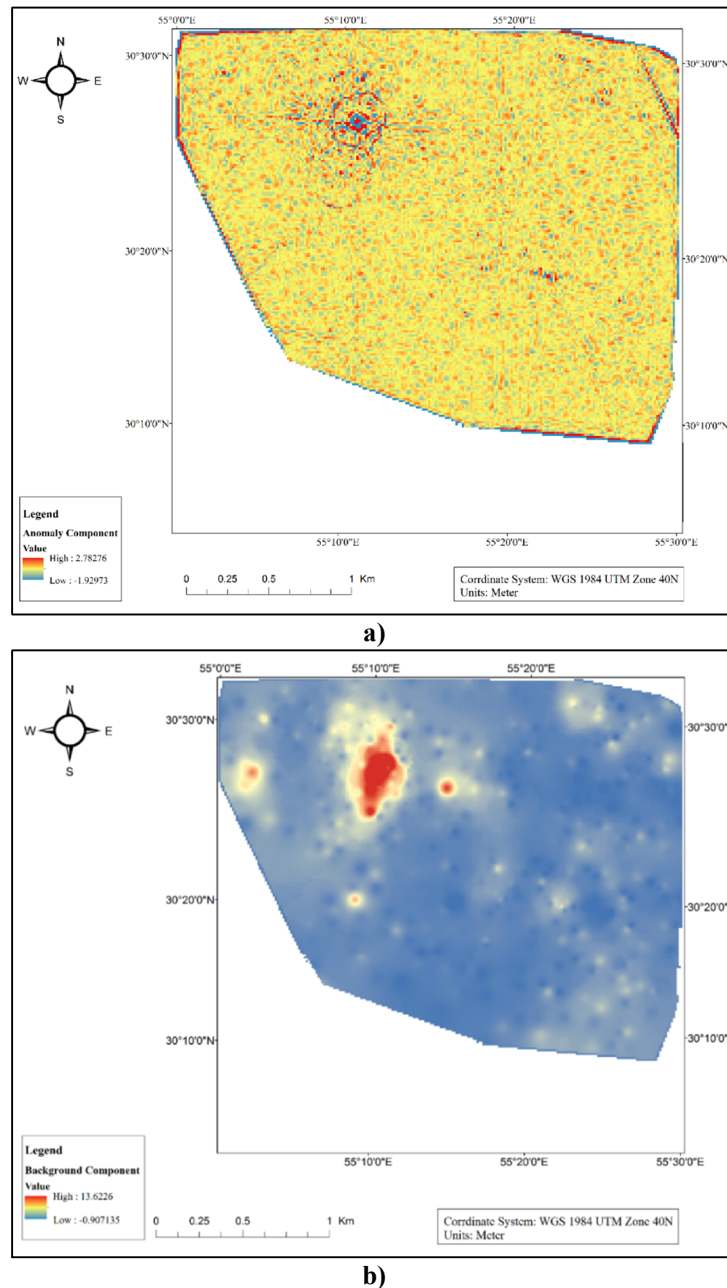 55°0'0"E 55°10'0"E 55°20'0"E
N
W E
S
30°30'0"N 30°30'0"N
30°20'0"N 30°20'0"N
30°10'0"N 30°10'0"N
55°10'0"E 55°20'0"E 55°30'0"E
Legend
Anomaly Component
Value
High : 2.78276
Low : -1.92973
0 0.25 0.5 1 Km
Corrdinate System: WGS 1984 UTM Zone 40N
Units: Meter
a)
55°0'0"E 55°10'0"E 55°20'0"E
N
W E
S
30°30'0"N 30°30'0"N
30°20'0"N 30°20'0"N
30°10'0"N 30°10'0"N
55°10'0"E 55°20'0"E 55°30'0"E
Legend
Background Component
Value
High : 13.6226
Low : -0.907135
0 0.25 0.5 1 Km
Corrdinate System: WGS 1984 UTM Zone 40N
Units: Meter
b)